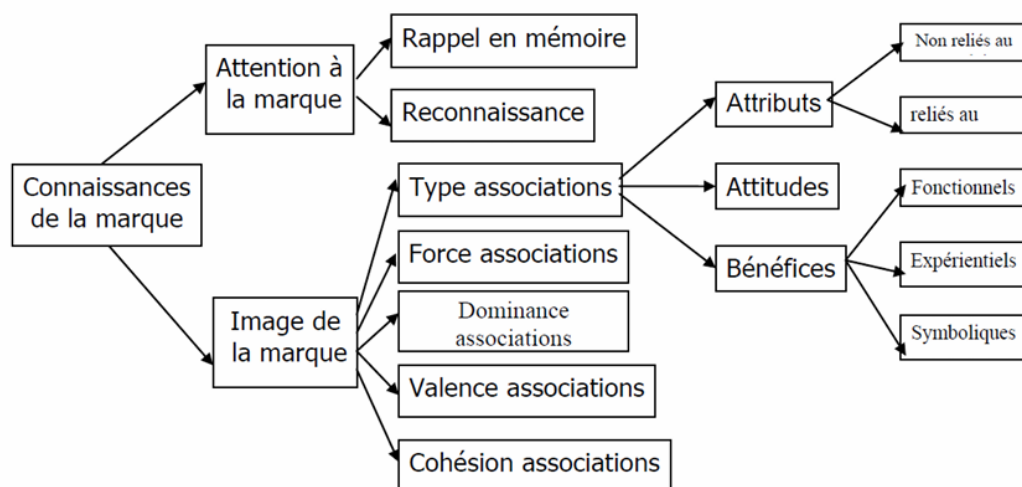 Connaissances
de la marque
Attention à
la marque
Rappel en mémoire
Reconnaissance
Image de
la marque
Type associations
Force associations
Dominance
associations
Valence associations
Cohésion associations
Attributs
Attitudes
Bénéfices
Non reliés au
reliés au
Fonctionnels
Expérientiels
Symboliques